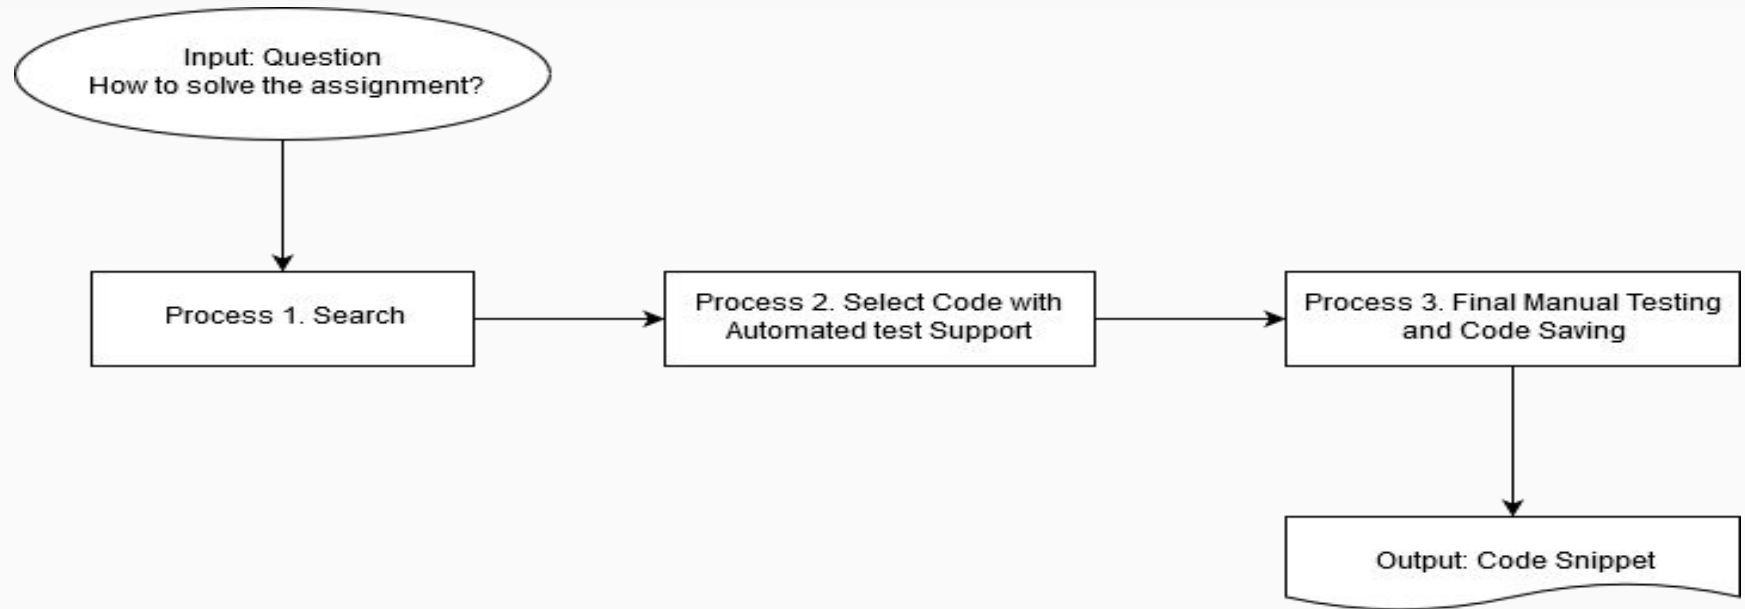 Input: Question
How to solve the assignment?
Process 1. Search
Process 2. Select Code with
Automated test Support
Process 3. Final Manual Testing
and Code Saving
Output: Code Snippet